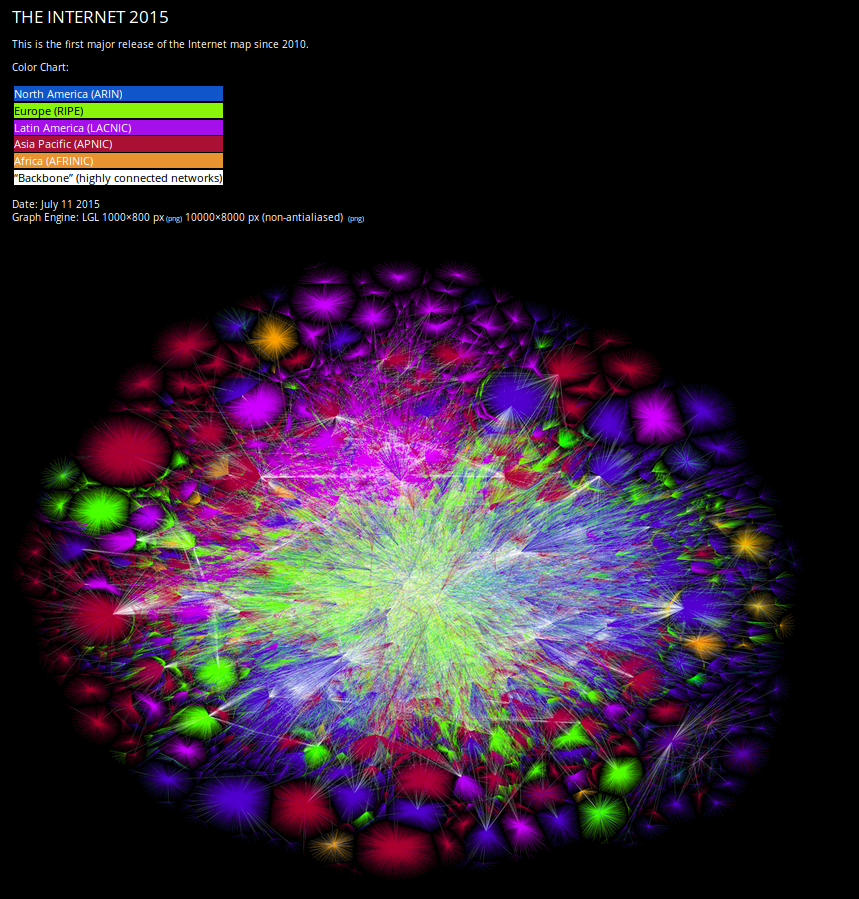 THE INTERNET 2015
This is the first major release of the Internet map since 2010.
Color Chart:
North America (ARIN)
Europe (RIPE)
Latin America (LACNIC)
Asia Pacific (APNIC)
Africa (AFRINIC)
“Backbone” (highly connected networks)
Date: July 11 2015
Graph Engine: LGL 1000×800 px (png) 10000×8000 px (non-antialiased) (png)